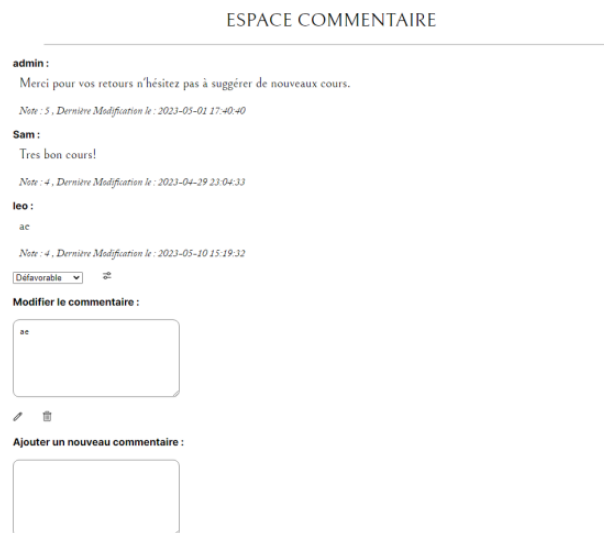 ESPACE COMMENTAIRE
admin :
Merci pour vos retours n'hésitez pas à suggérer de nouveaux cours.
Note : 5 , Dernière Modification le : 2023-05-01 17:40:40
Sam :
Tres bon cours!
Note : 4 , Dernière Modification le : 2023-04-29 23:04:33
leo :
ae
Note : 4 , Dernière Modification le : 2023-05-10 15:19:32
Défavorable
Modifier le commentaire :
ae
Ajouter un nouveau commentaire :